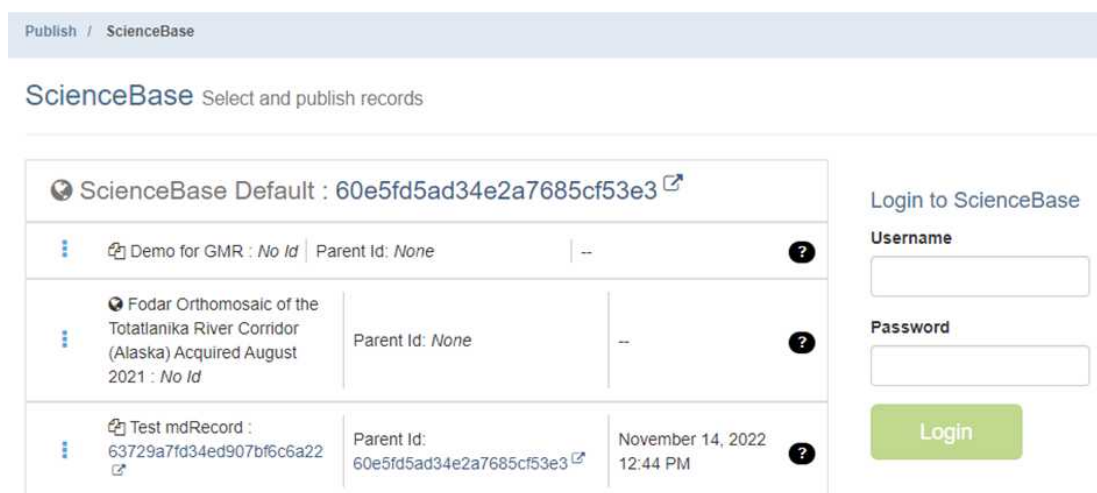 Publish / ScienceBase
ScienceBase Select and publish records
ScienceBase Default : 60e5fd5ad34e2a7685cf53e3
Demo for GMR : No Id Parent Id: None --
?
Fodar Orthomosaic of the
Totatlanika River Corridor
(Alaska) Acquired August
2021 : No Id
Parent Id: None
--
?
Test mdRecord :
63729a7fd34ed907bf6c6a22
Parent Id:
60e5fd5ad34e2a7685cf53e3
November 14, 2022
12:44 PM
?
Login to ScienceBase
Username
Password
Login